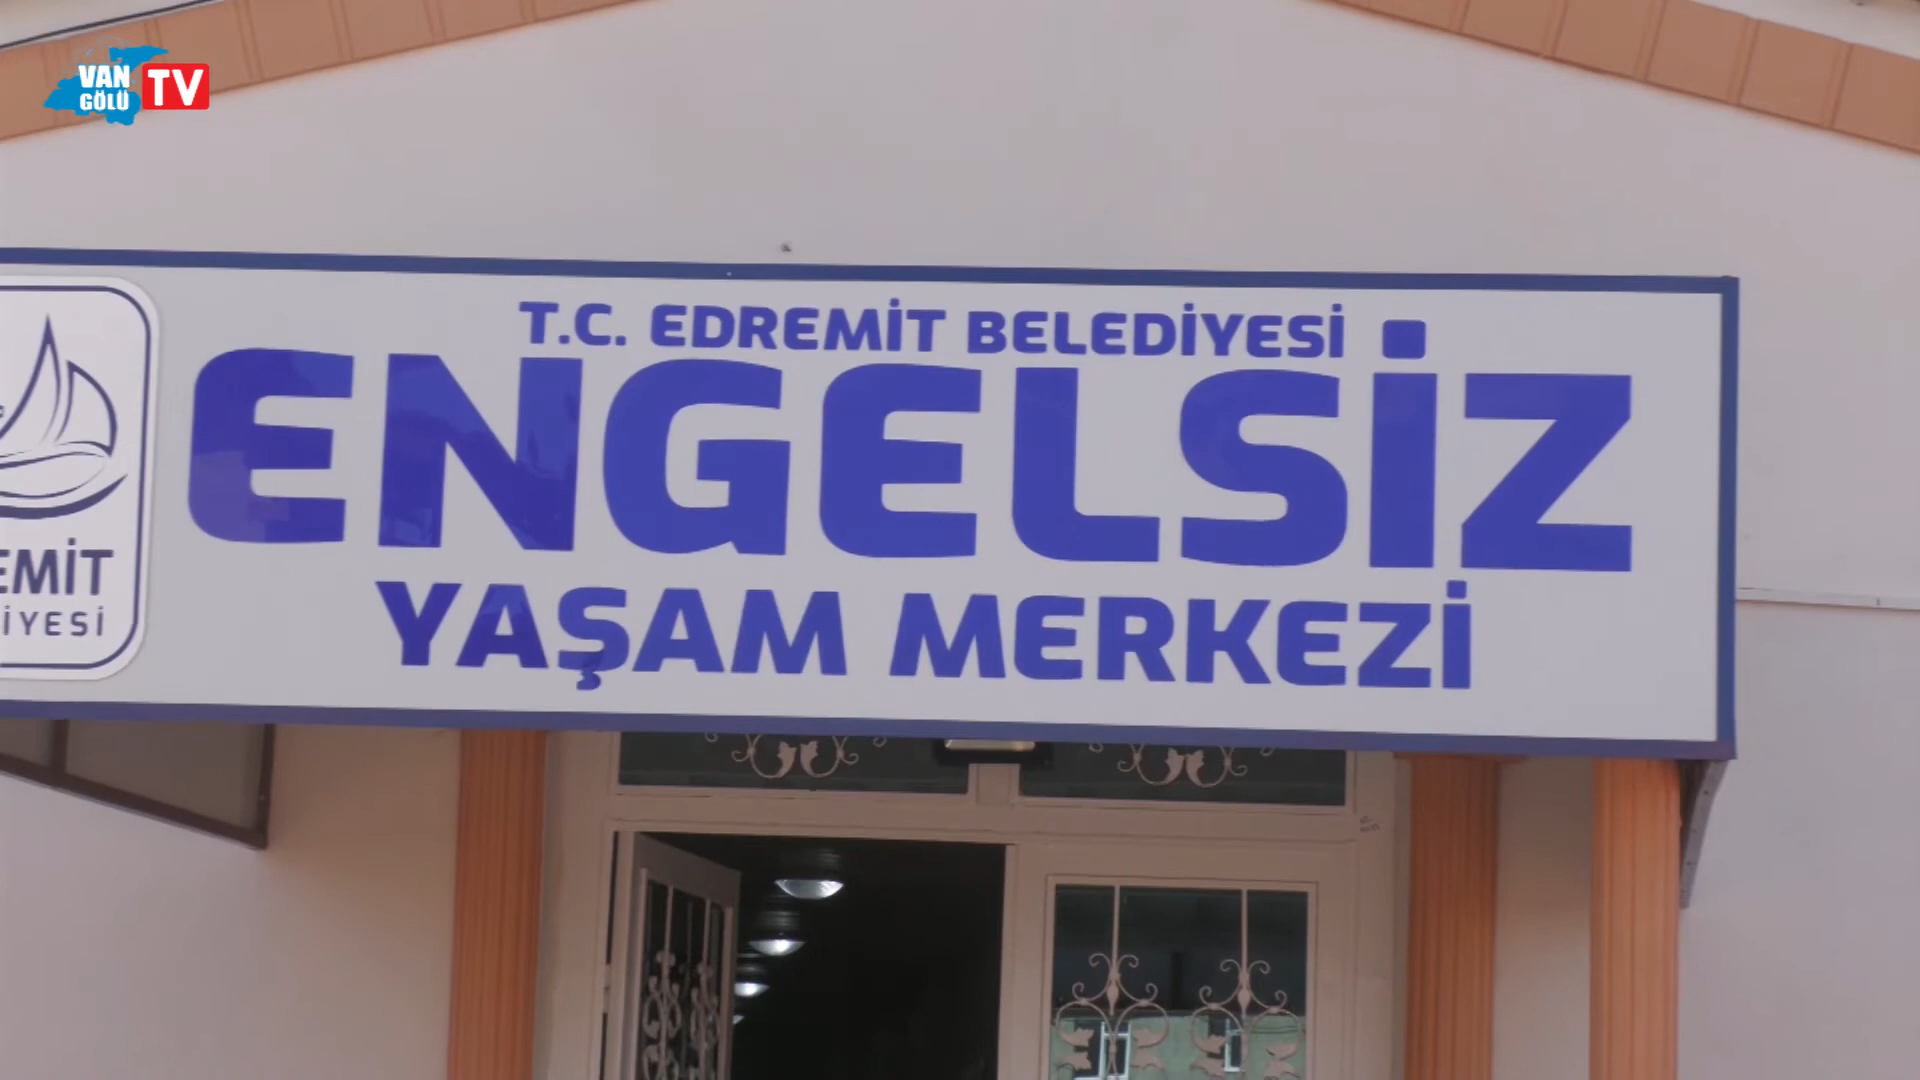 VAN
GÖLÜ
TV
T.C. EDREMİT BELEDİYESİ
ENGELSİZ
YAŞAM MERKEZİ
EMİT
İYESİ